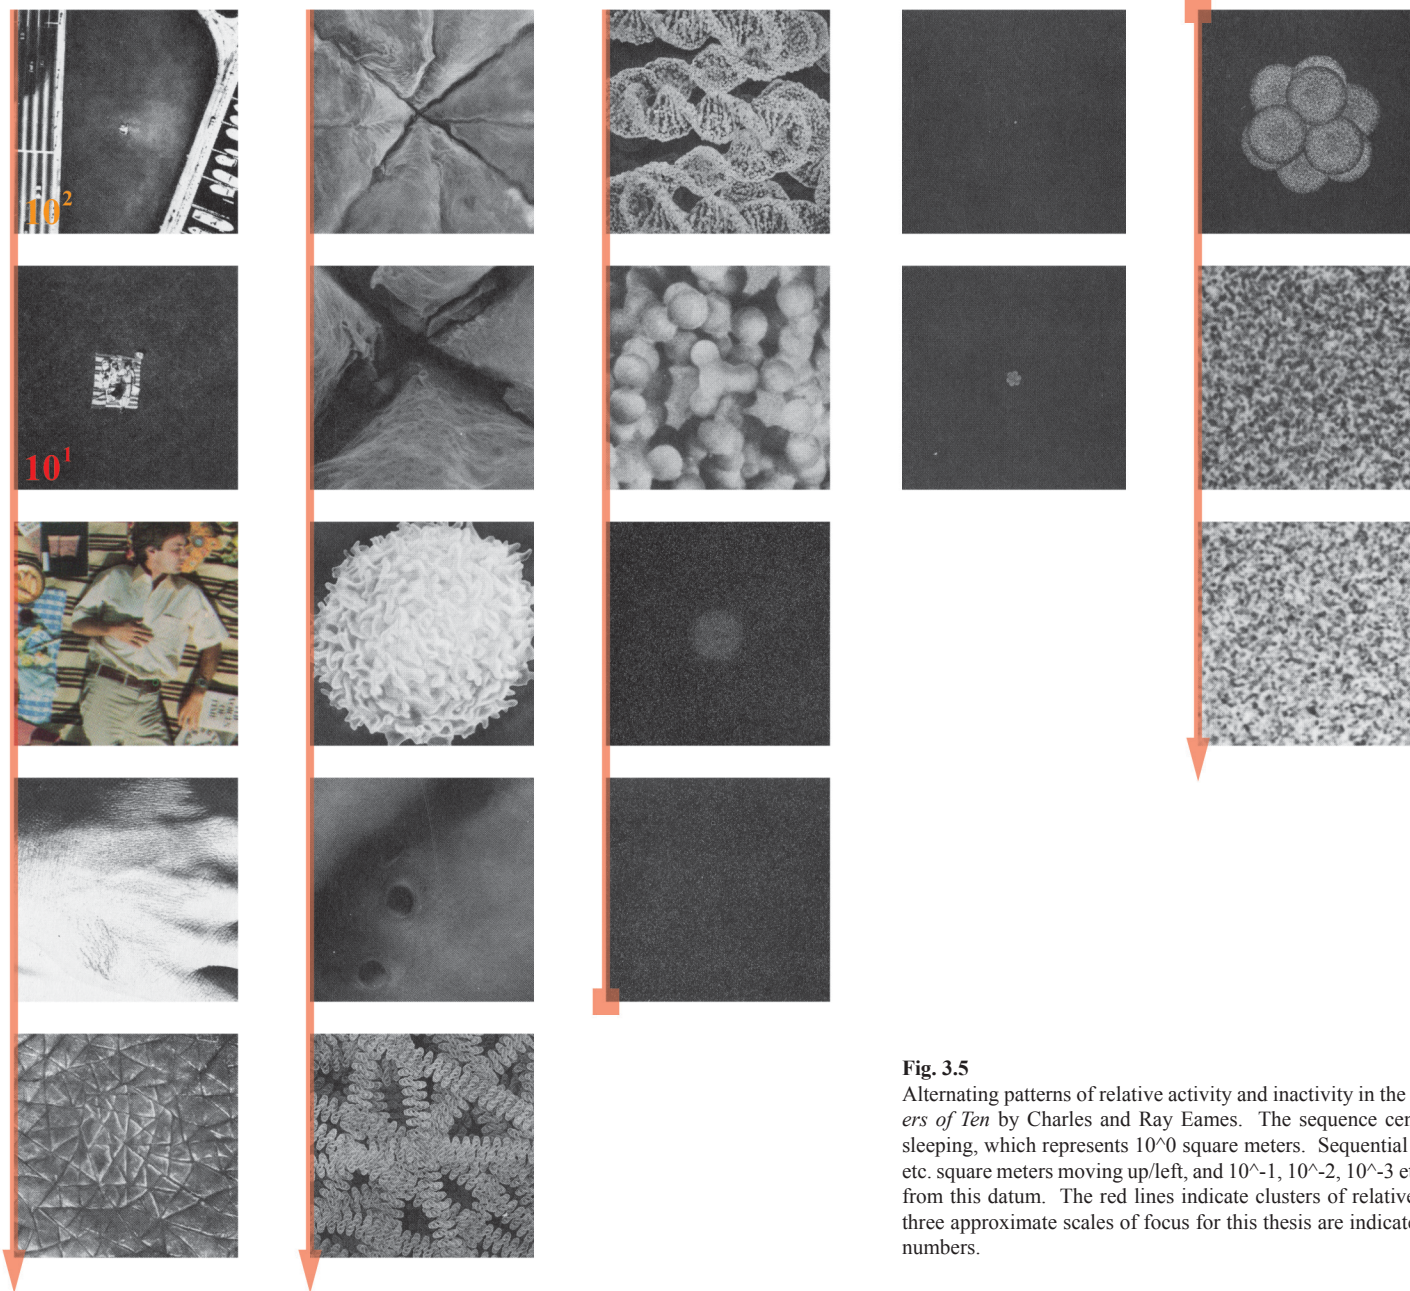 10²
10¹
Fig. 3.5
Alternating patterns of relative activity and inactivity in the
ers of Ten by Charles and Ray Eames. The sequence cen
sleeping, which represents 10^0 square meters. Sequential
etc. square meters moving up/left, and 10^-1, 10^-2, 10^-3 e
from this datum. The red lines indicate clusters of relative
three approximate scales of focus for this thesis are indicate
numbers.